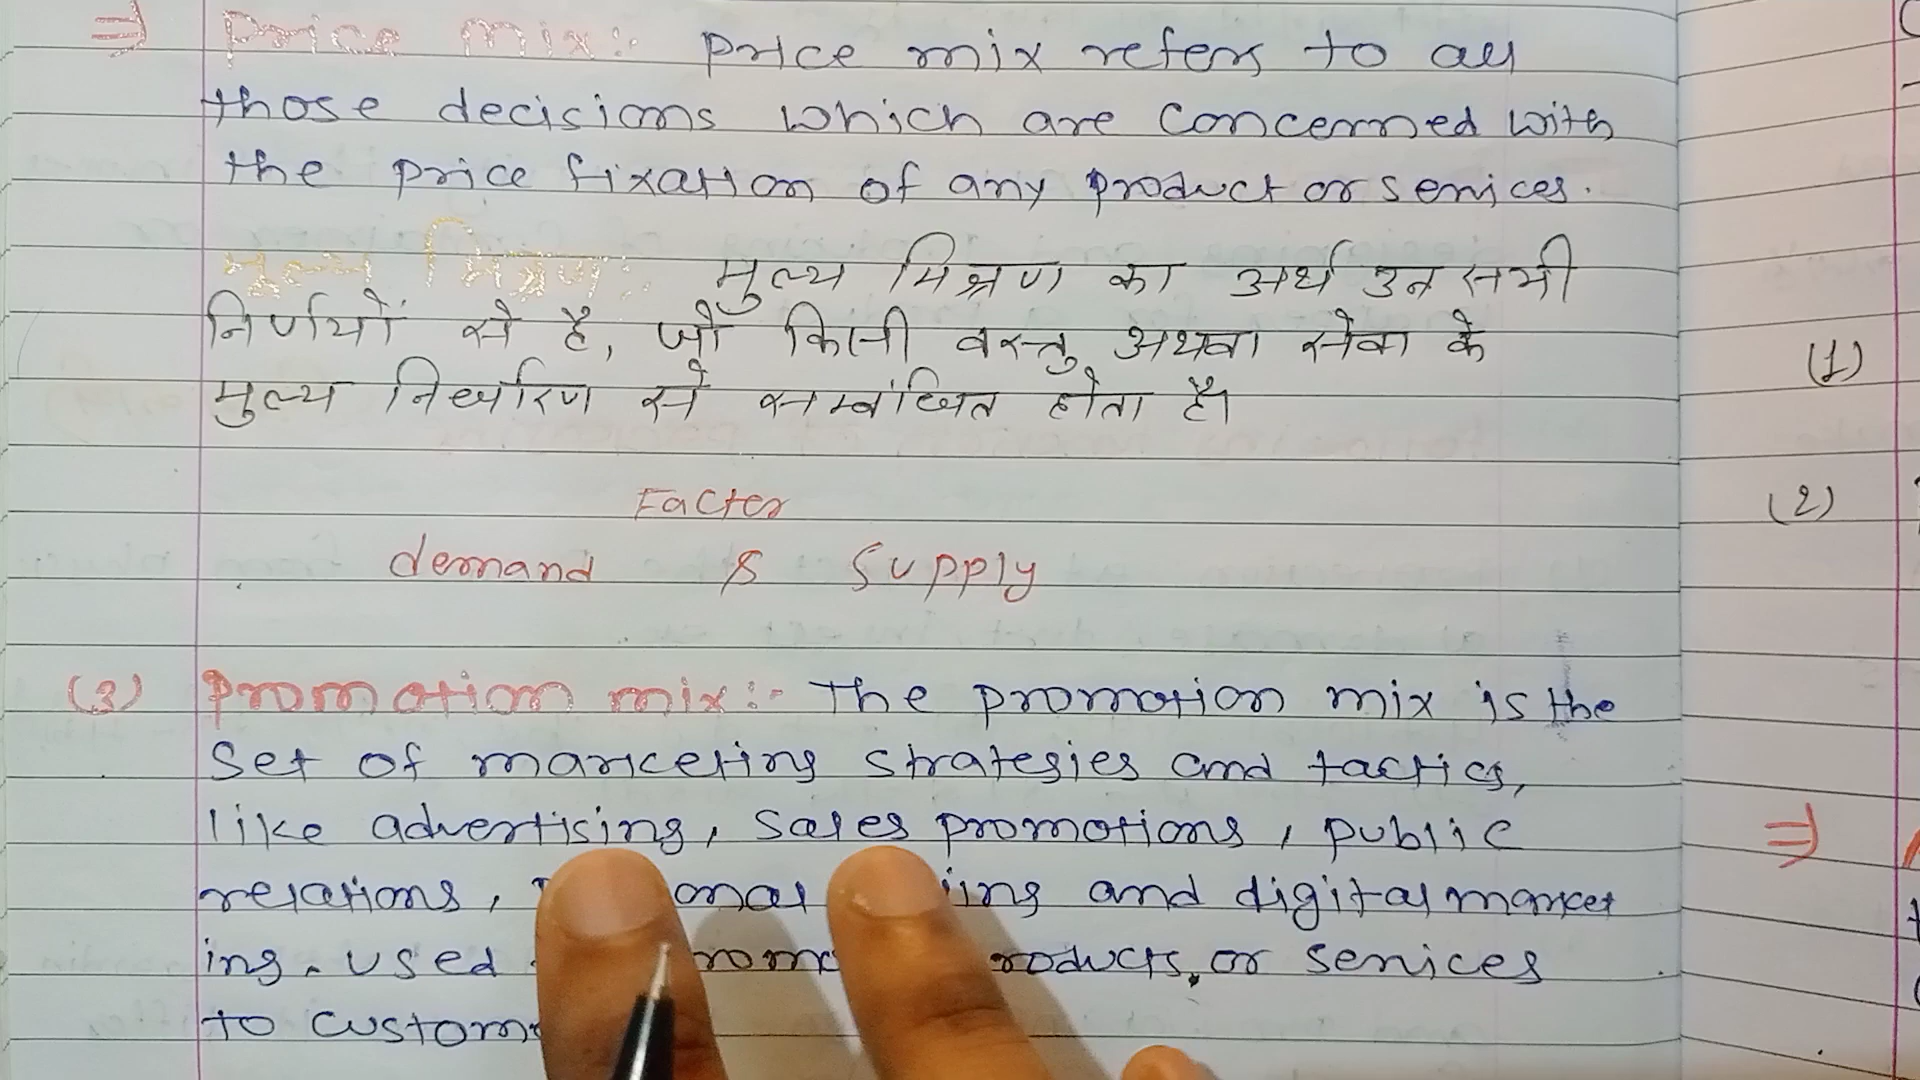 ⇒ Price mix:- Price mix refers to all
those decisions which are concerned with
the price fixation of any product or services.
मुल्य मिश्रण:- मुल्य मिश्रण का अर्थ उन सभी
निर्णयों से है, जो किसी वस्तु अथवा सेवा के
मुल्य निर्धारण से सम्बंधित होता है।
Facter
demand & Supply
(3) Promotion mix:- The promotion mix is the
set of marketing strategies and tactics,
like advertising, sales promotions, public
relations, and digital market
ing. used products, or services
to
(1)
(2)
⇒